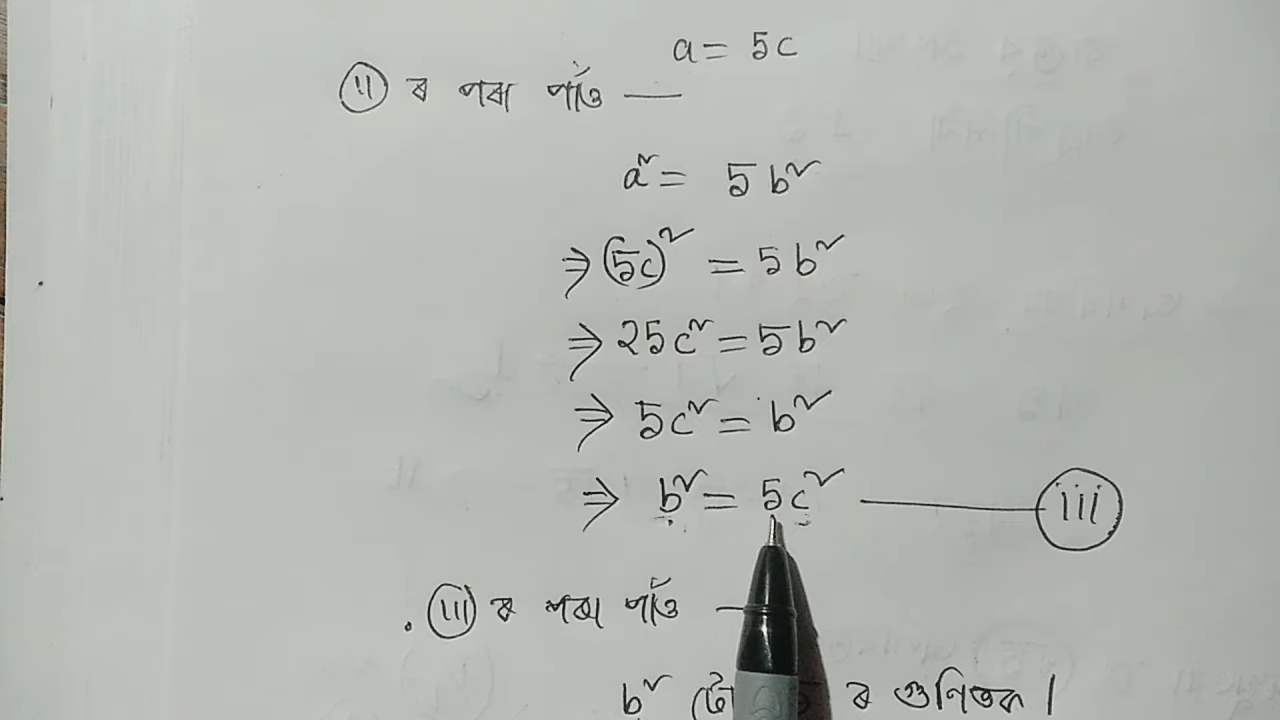 a = 5c
(ii) ৰ পৰা পাওঁ —
a² = 5b²
⇒ (5c)² = 5b²
⇒ 25c² = 5b²
⇒ 5c² = b²
⇒ b² = 5c² — (iii)
(iii) ৰ পৰা পাওঁ —
b² টো ৰ গুণিতক।